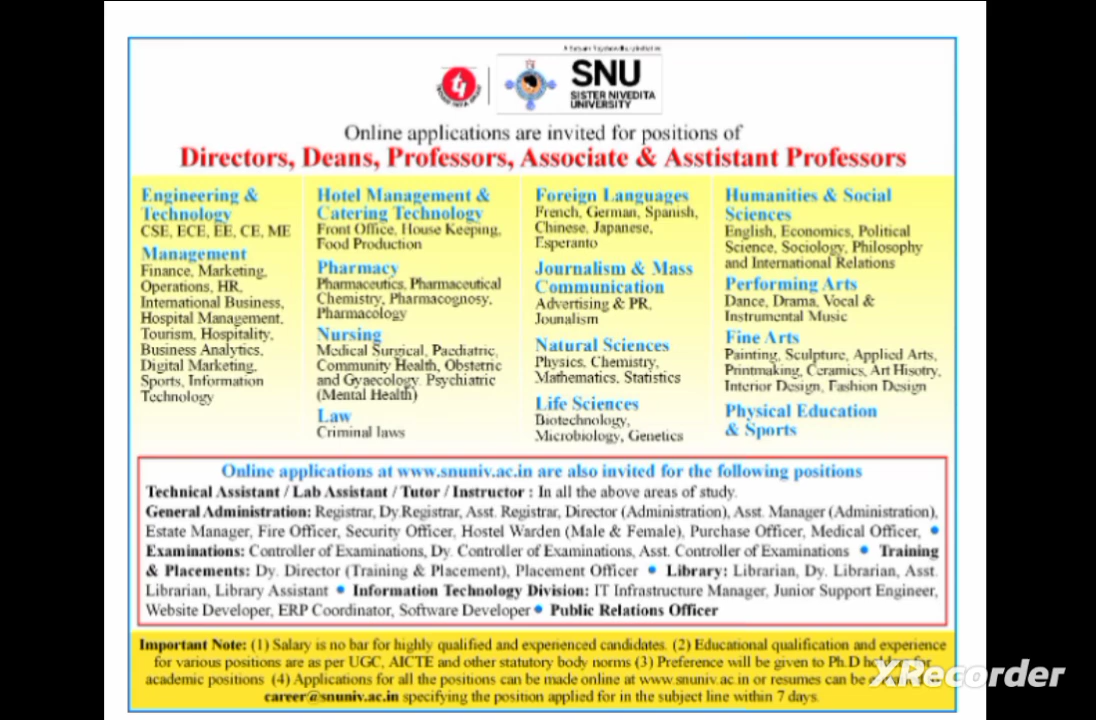 SNU
SISTER NIVEDITA
UNIVERSITY
Online applications are invited for positions of
Directors, Deans, Professors, Associate & Asstistant Professors
Engineering &
Technology
CSE, ECE, EE, CE, ME
Management
Finance, Marketing,
Operations, HR,
International Business,
Hospital Management,
Tourism, Hospitality,
Business Analytics,
Digital Marketing,
Sports, Information
Technology
Hotel Management &
Catering Technology
Front Office, House Keeping,
Food Production
Pharmacy
Pharmaceutics, Pharmaceutical
Chemistry, Pharmacognosy,
Pharmacology
Nursing
Medical Surgical, Paediatric,
Community Health, Obstetric
and Gyaecology, Psychiatric
(Mental Health)
Law
Criminal laws
Foreign Languages
French, German, Spanish,
Chinese, Japanese,
Esperanto
Journalism & Mass
Communication
Advertising & PR,
Jounalism
Natural Sciences
Physics, Chemistry,
Mathematics, Statistics
Life Sciences
Biotechnology,
Microbiology, Genetics
Humanities & Social
Sciences
English, Economics, Political
Science, Sociology, Philosophy
and International Relations
Performing Arts
Dance, Drama, Vocal &
Instrumental Music
Fine Arts
Painting, Sculpture, Applied Arts,
Printmaking, Ceramics, Art Hisotry,
Interior Design, Fashion Design
Physical Education
& Sports
Online applications at www.snuniv.ac.in are also invited for the following positions
Technical Assistant / Lab Assistant / Tutor / Instructor : In all the above areas of study.
General Administration: Registrar, Dy.Registrar, Asst. Registrar, Director (Administration), Asst. Manager (Administration),
Estate Manager, Fire Officer, Security Officer, Hostel Warden (Male & Female), Purchase Officer, Medical Officer, •
Examinations: Controller of Examinations, Dy. Controller of Examinations, Asst. Controller of Examinations • Training
& Placements: Dy. Director (Training & Placement), Placement Officer • Library: Librarian, Dy. Librarian, Asst.
Librarian, Library Assistant • Information Technology Division: IT Infrastructure Manager, Junior Support Engineer,
Website Developer, ERP Coordinator, Software Developer • Public Relations Officer
Important Note: (1) Salary is no bar for highly qualified and experienced candidates. (2) Educational qualification and experience
for various positions are as per UGC, AICTE and other statutory body norms (3) Preference will be given to Ph.D
academic positions (4) Applications for all the positions can be made online at www.snuniv.ac.in or resumes can be
career@snuniv.ac.in specifying the position applied for in the subject line within 7 days.
XRecorder